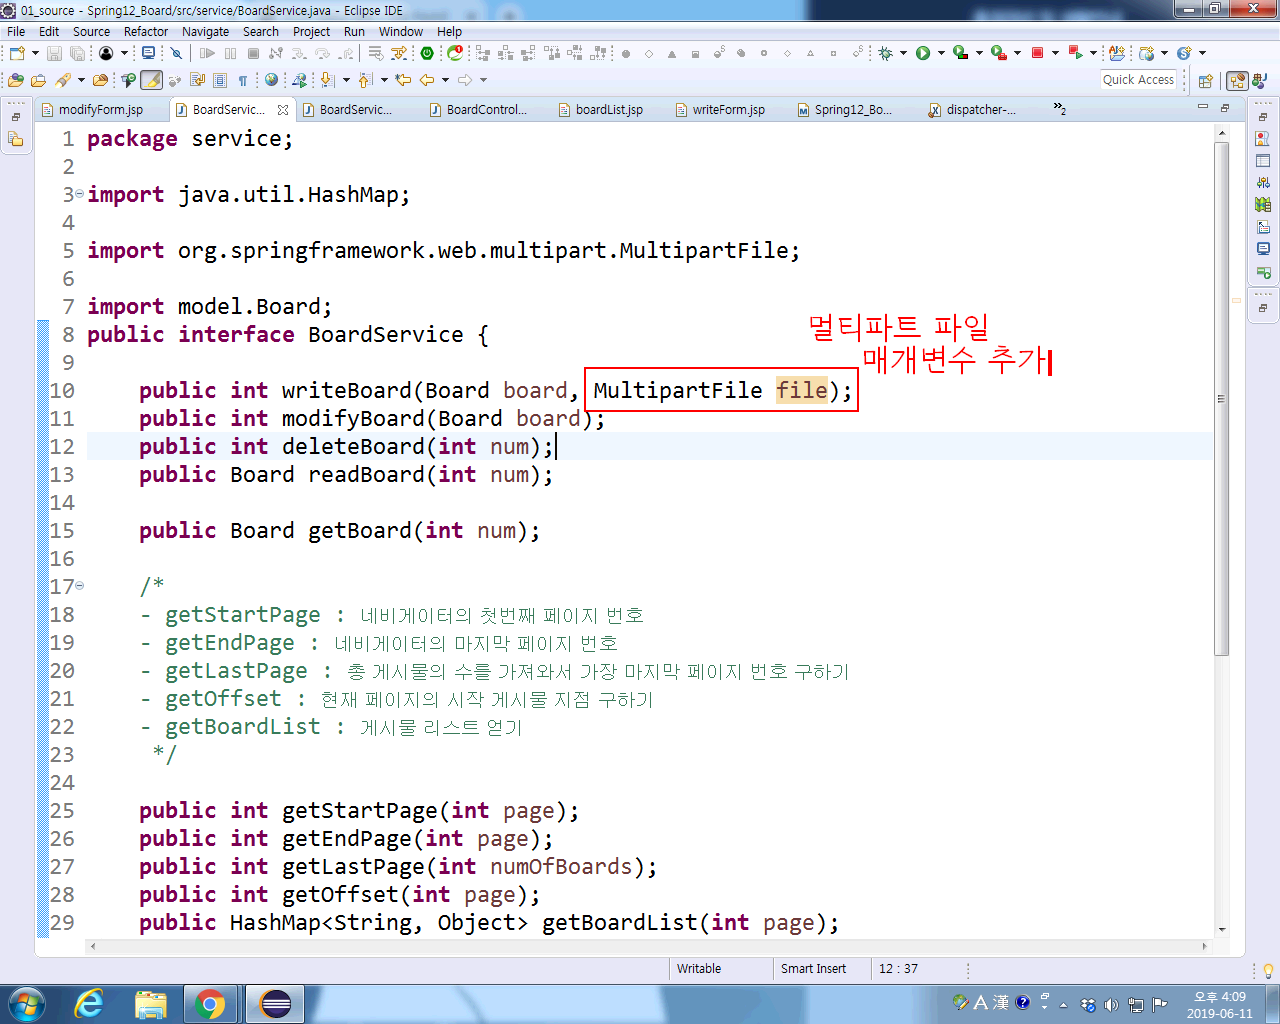 01_source - Spring12_Board/src/service/BoardService.java - Eclipse IDE
File Edit Source Refactor Navigate Search Project Run Window Help
Quick Access
modifyForm.jsp BoardServic... BoardServic... BoardControl... boardList.jsp writeForm.jsp Spring12_Bo... dispatcher-... »2
1 package service;
2
3 import java.util.HashMap;
4
5 import org.springframework.web.multipart.MultipartFile;
6
7 import model.Board;
8 public interface BoardService {
멀티파트 파일
매개변수 추가
9
10 public int writeBoard(Board board, MultipartFile file);
11 public int modifyBoard(Board board);
12 public int deleteBoard(int num);
13 public Board readBoard(int num);
14
15 public Board getBoard(int num);
16
17 /*
18 - getStartPage : 네비게이터의 첫번째 페이지 번호
19 - getEndPage : 네비게이터의 마지막 페이지 번호
20 - getLastPage : 총 게시물의 수를 가져와서 가장 마지막 페이지 번호 구하기
21 - getOffset : 현재 페이지의 시작 게시물 지점 구하기
22 - getBoardList : 게시물 리스트 얻기
23 */
24
25 public int getStartPage(int page);
26 public int getEndPage(int page);
27 public int getLastPage(int numOfBoards);
28 public int getOffset(int page);
29 public HashMap<String, Object> getBoardList(int page);
Writable Smart Insert 12 : 37
A 漢
오후 4:09
2019-06-11